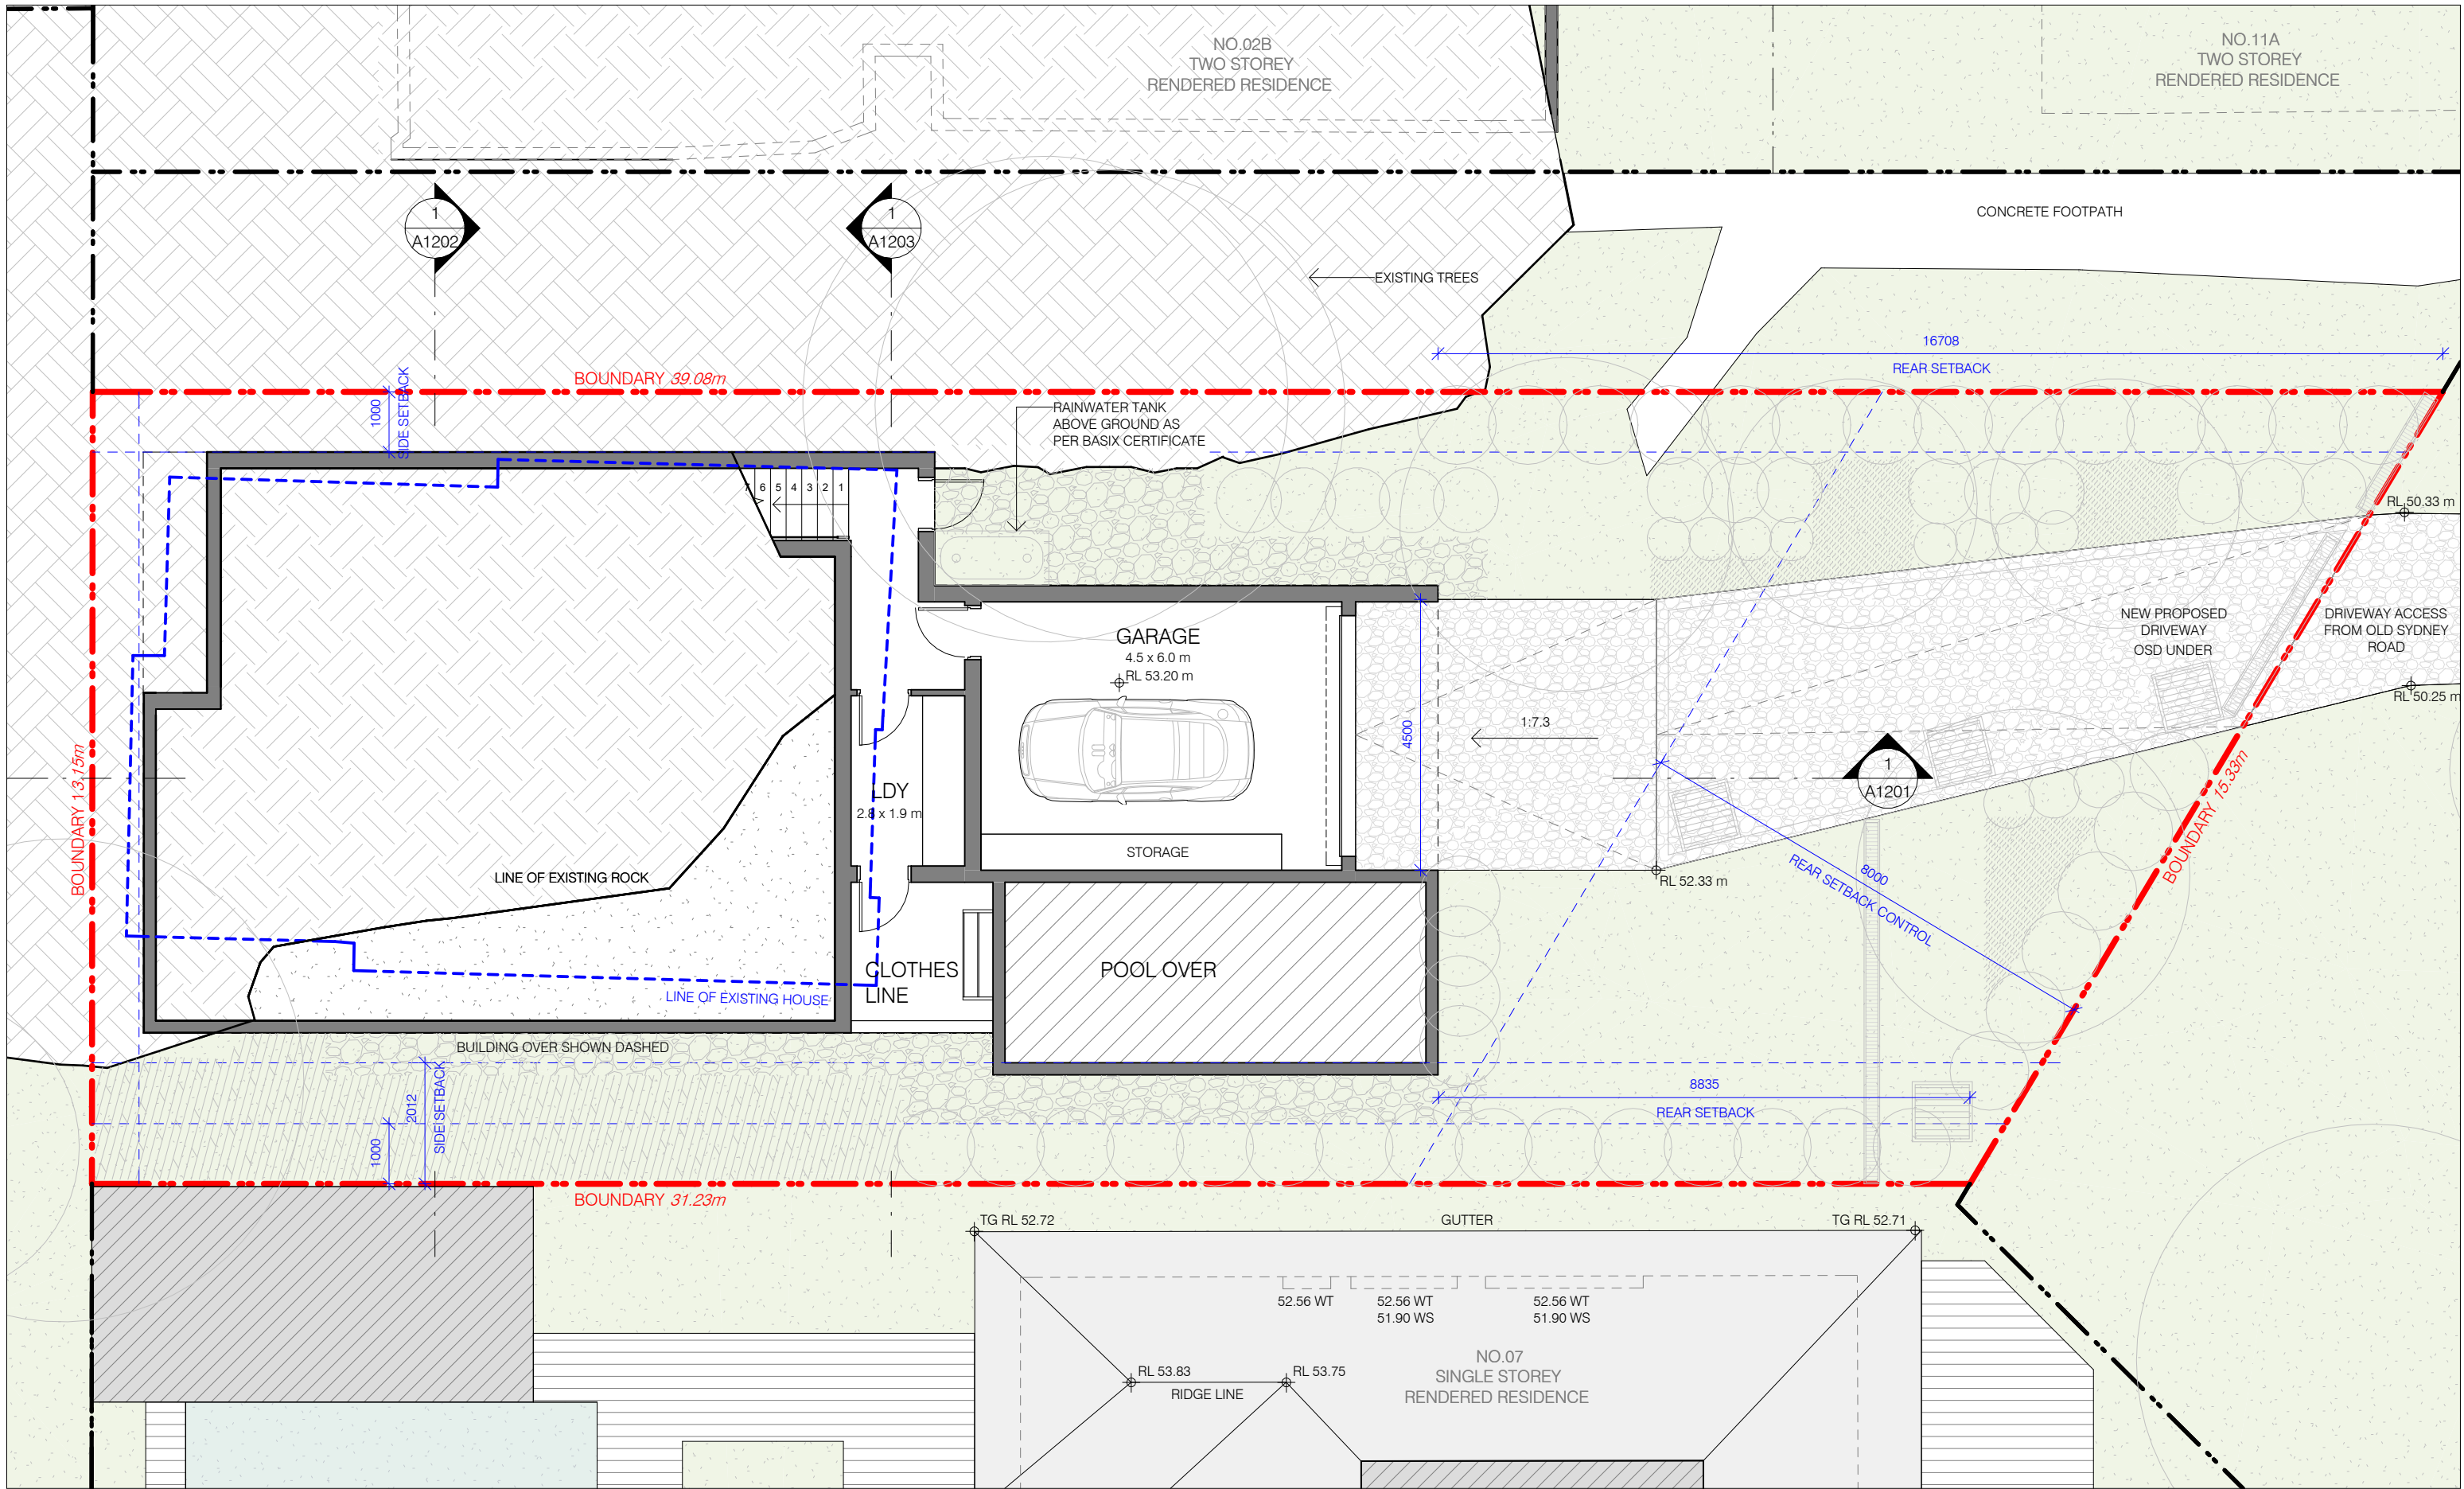 NO.02B
TWO STOREY
RENDERED RESIDENCE
NO.11A
TWO STOREY
RENDERED RESIDENCE
CONCRETE FOOTPATH
1
A1202
1
A1203
EXISTING TREES
16708
REAR SETBACK
BOUNDARY 39.08m
1000
SIDE SETBACK
RAINWATER TANK
ABOVE GROUND AS
PER BASIX CERTIFICATE
7 6 5 4 3 2 1
RL 50.33 m
GARAGE
4.5 x 6.0 m
RL 53.20 m
NEW PROPOSED
DRIVEWAY
OSD UNDER
DRIVEWAY ACCESS
FROM OLD SYDNEY
ROAD
RL 50.25 m
4500
1:7.3
1
A1201
BOUNDARY 13.15m
BOUNDARY 15.33m
LDY
2.8 x 1.9 m
STORAGE
LINE OF EXISTING ROCK
RL 52.33 m
8000
REAR SETBACK CONTROL
CLOTHES
LINE
POOL OVER
LINE OF EXISTING HOUSE
BUILDING OVER SHOWN DASHED
2012
SIDE SETBACK
1000
8835
REAR SETBACK
BOUNDARY 31.23m
TG RL 52.72
GUTTER
TG RL 52.71
52.56 WT
52.56 WT
51.90 WS
52.56 WT
51.90 WS
RL 53.83
RL 53.75
RIDGE LINE
NO.07
SINGLE STOREY
RENDERED RESIDENCE